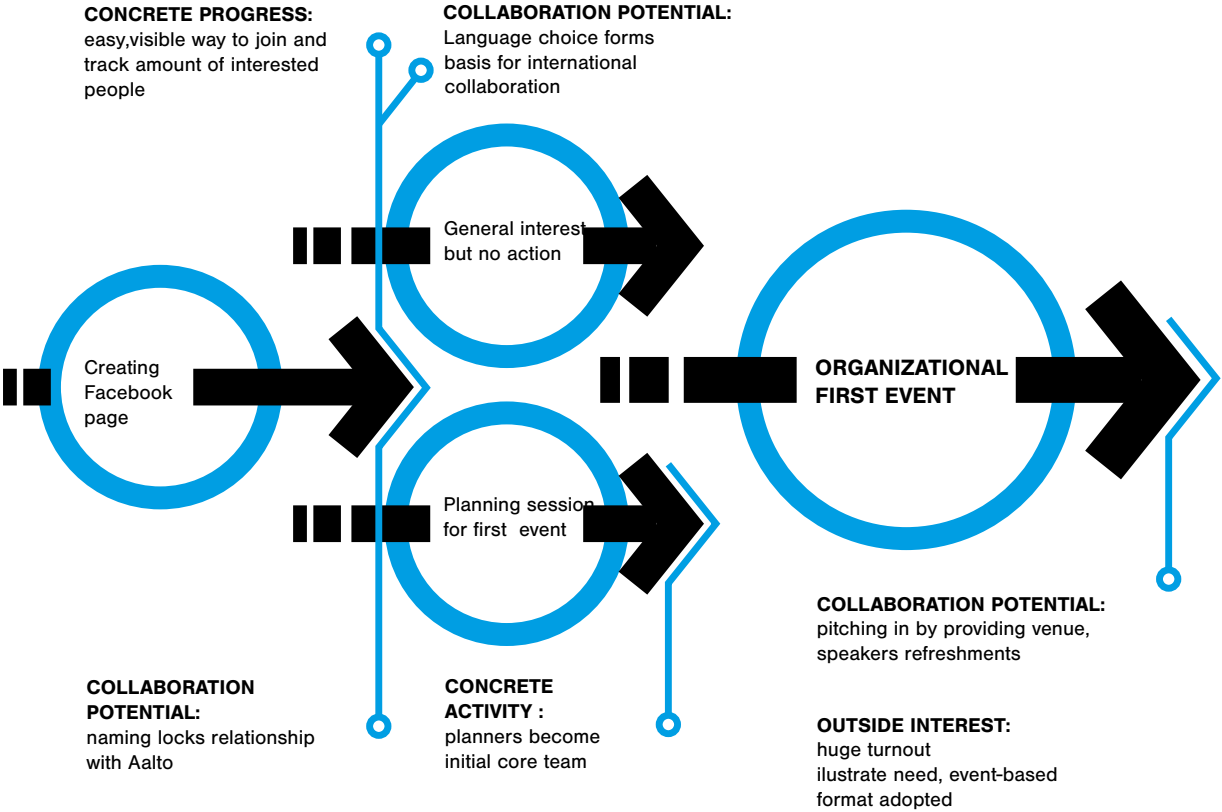 CONCRETE PROGRESS:
easy,visible way to join and
track amount of interested
people
COLLABORATION POTENTIAL:
Language choice forms
basis for international
collaboration
General interest
but no action
Creating
Facebook
page
ORGANIZATIONAL
FIRST EVENT
Planning session
for first event
COLLABORATION
POTENTIAL:
naming locks relationship
with Aalto
CONCRETE
ACTIVITY :
planners become
initial core team
COLLABORATION POTENTIAL:
pitching in by providing venue,
speakers refreshments
OUTSIDE INTEREST:
huge turnout
ilustrate need, event-based
format adopted